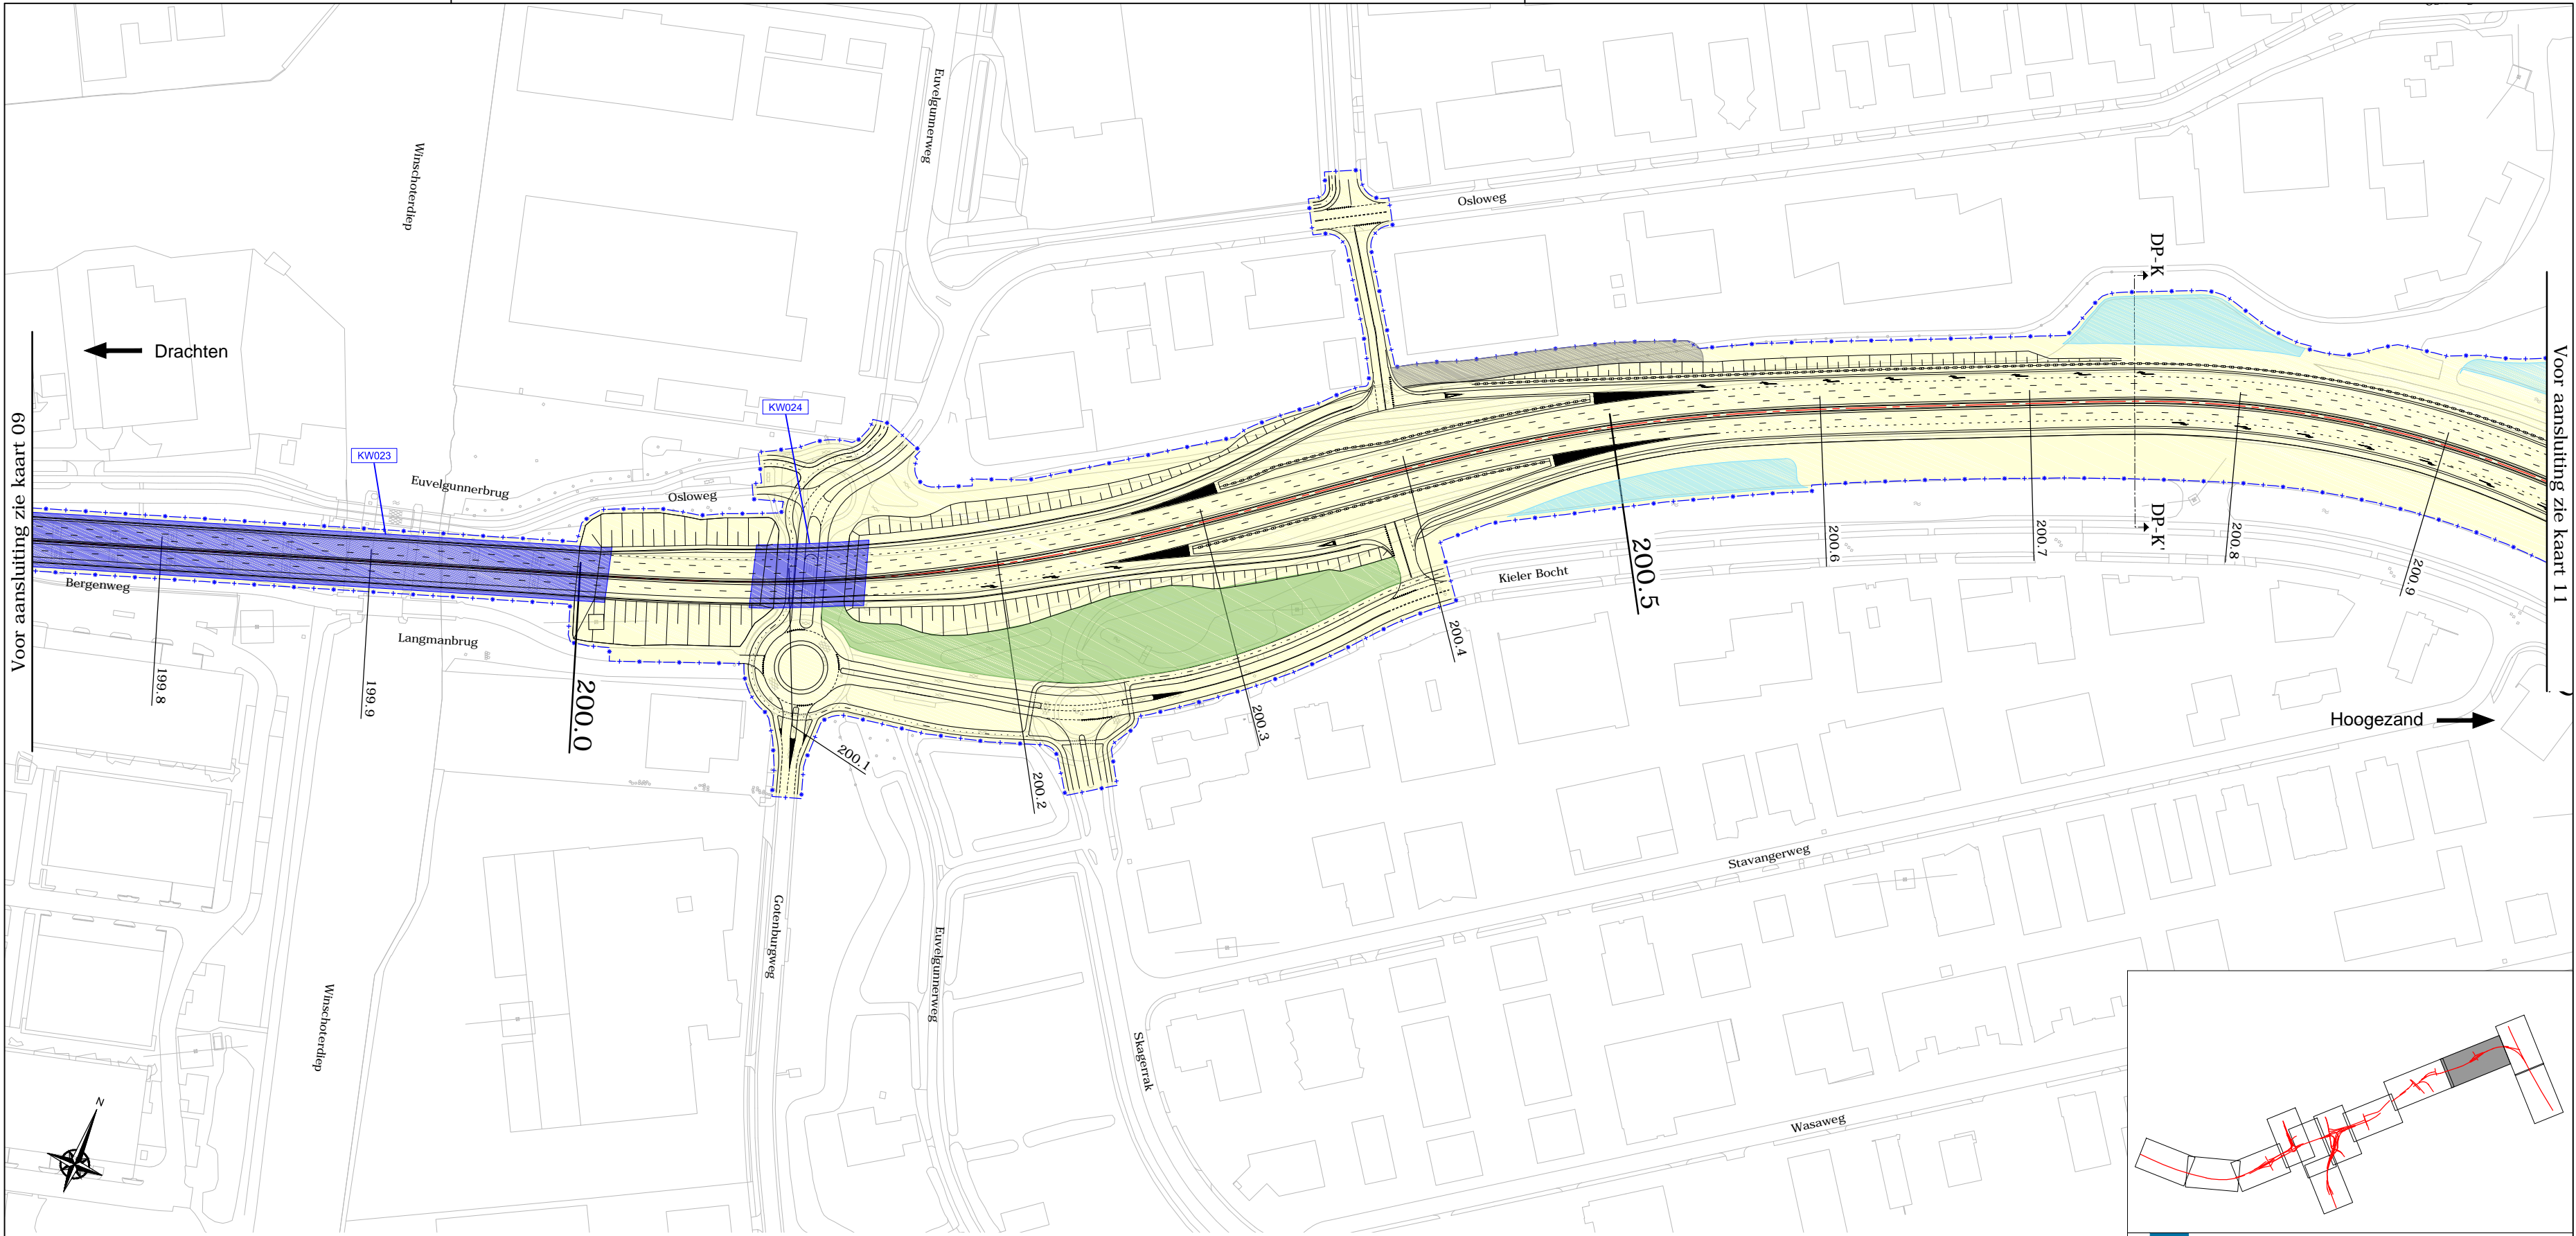 Euvelgunnerweg
Winschoterdiep
Osloweg
DP-K
Drachten
Voor aansluiting zie kaart 09
Voor aansluiting zie kaart 11
KW024
KW023
Euvelgunnerbrug
Osloweg
Bergenweg
Langmanbrug
Kieler Bocht
DP-K'
199.8
199.9
200.0
200.1
200.2
200.3
200.4
200.5
200.6
200.7
200.8
200.9
Hoogezand
Stavangerweg
Gotenburgweg
Euvelgunnerweg
Winschoterdiep
Skagerrak
Wasaweg
N